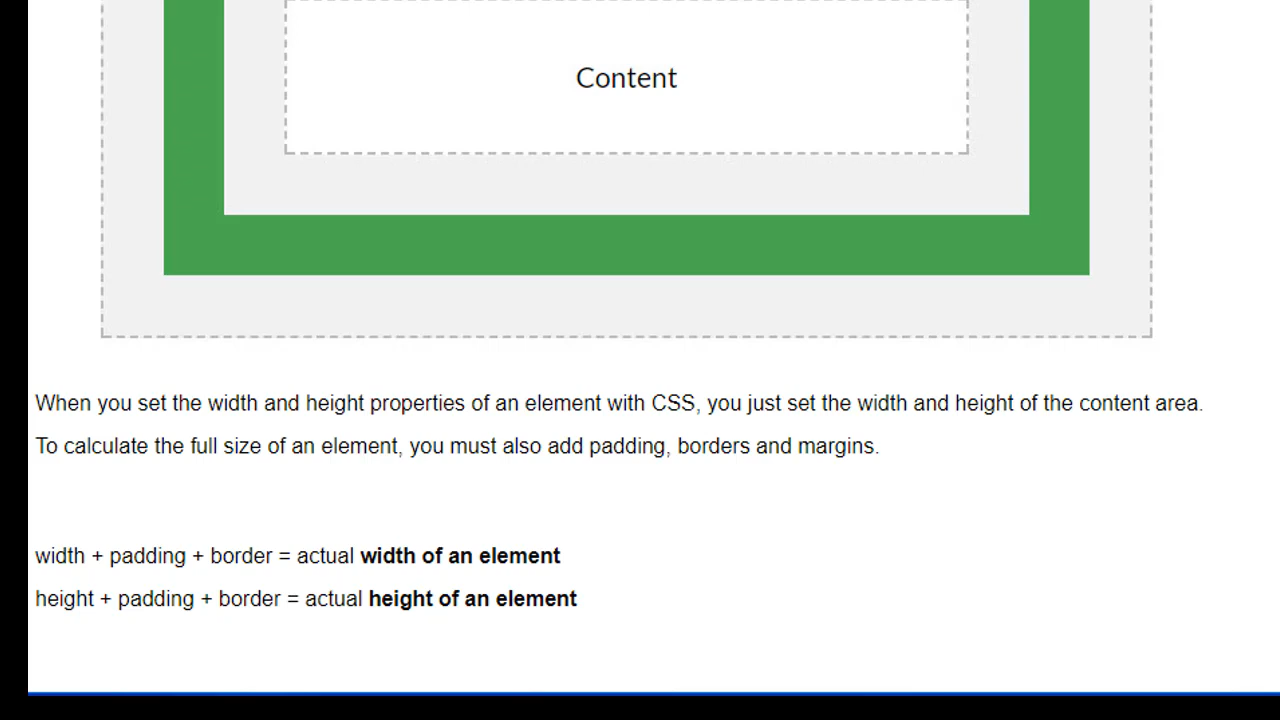 Content
When you set the width and height properties of an element with CSS, you just set the width and height of the content area.
To calculate the full size of an element, you must also add padding, borders and margins.
width + padding + border = actual width of an element
height + padding + border = actual height of an element